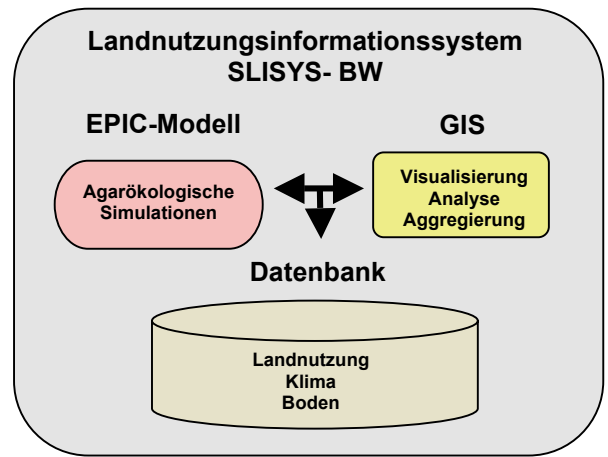 Landnutzungsinformationssystem
SLISYS- BW
EPIC-Modell
GIS
Agarökologische
Simulationen
Visualisierung
Analyse
Aggregierung
Datenbank
Landnutzung
Klima
Boden